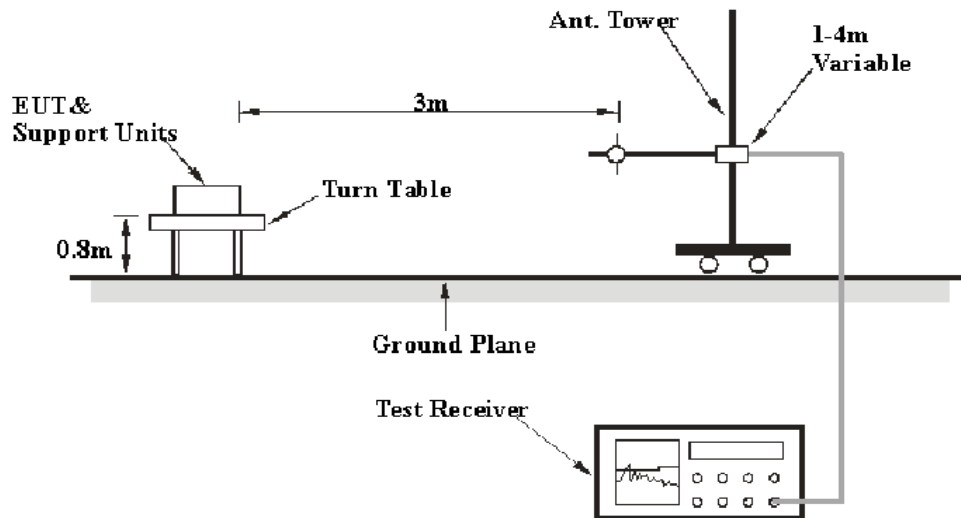 Ant. Tower
1-4m
Variable
3m
EUT&
Support Units
Turn Table
0.8m
Ground Plane
Test Receiver